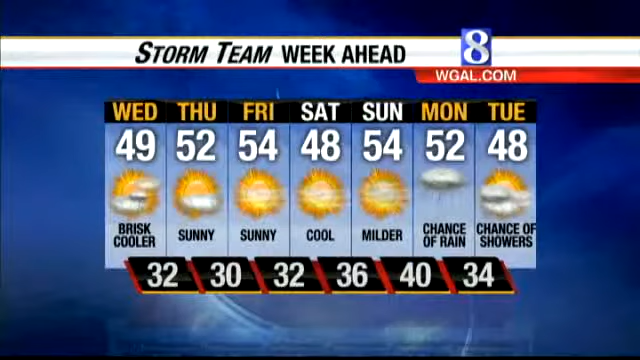 STORM TEAM WEEK AHEAD 8
WGAL.COM
WED THU FRI SAT SUN MON TUE
49 52 54 48 54 52 48
BRISK COOLER SUNNY SUNNY COOL MILDER CHANCE OF RAIN CHANCE OF SHOWERS
32 30 32 36 40 34